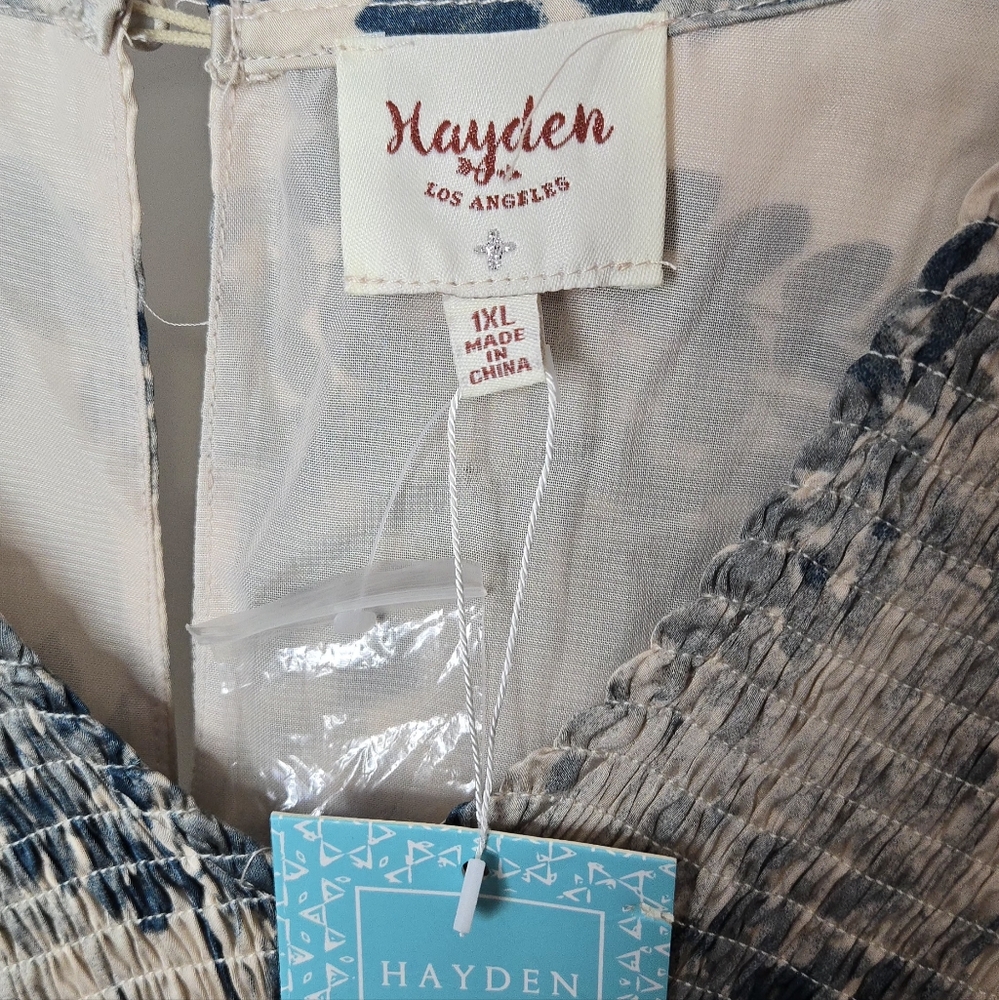 Hayden
LOS ANGELES
1XL
MADE
IN
CHINA
HAYDEN